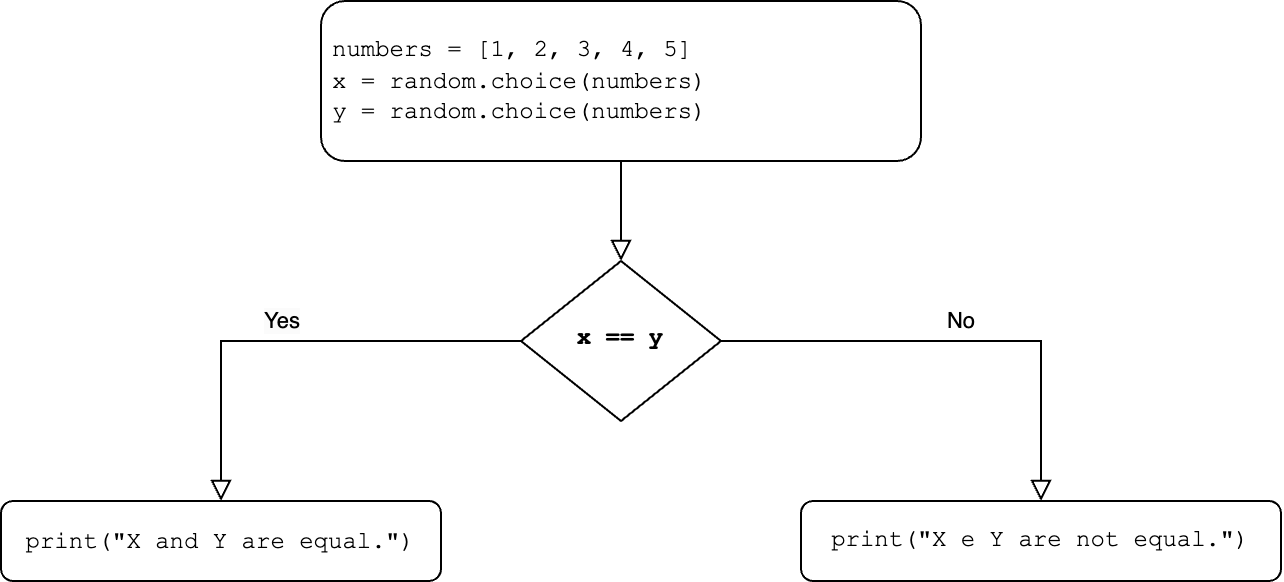 numbers = [1, 2, 3, 4, 5]
x = random.choice(numbers)
y = random.choice(numbers)
Yes
No
x == y
print("X and Y are equal.")
print("X e Y are not equal.")